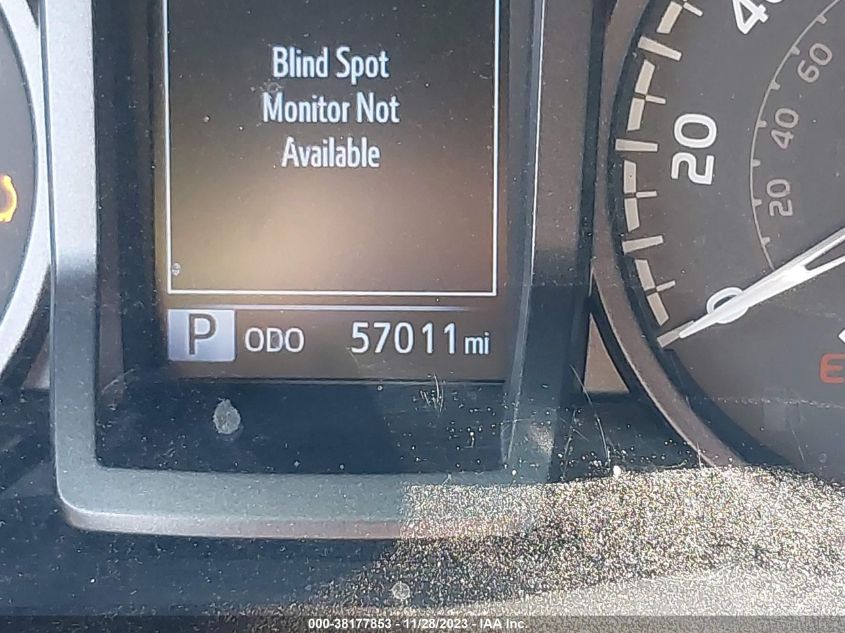 Blind Spot
Monitor Not
Available
P ODO 57011 mi
20
0
60
40
20
E
000-38177853 - 11/28/2023 - IAA Inc.